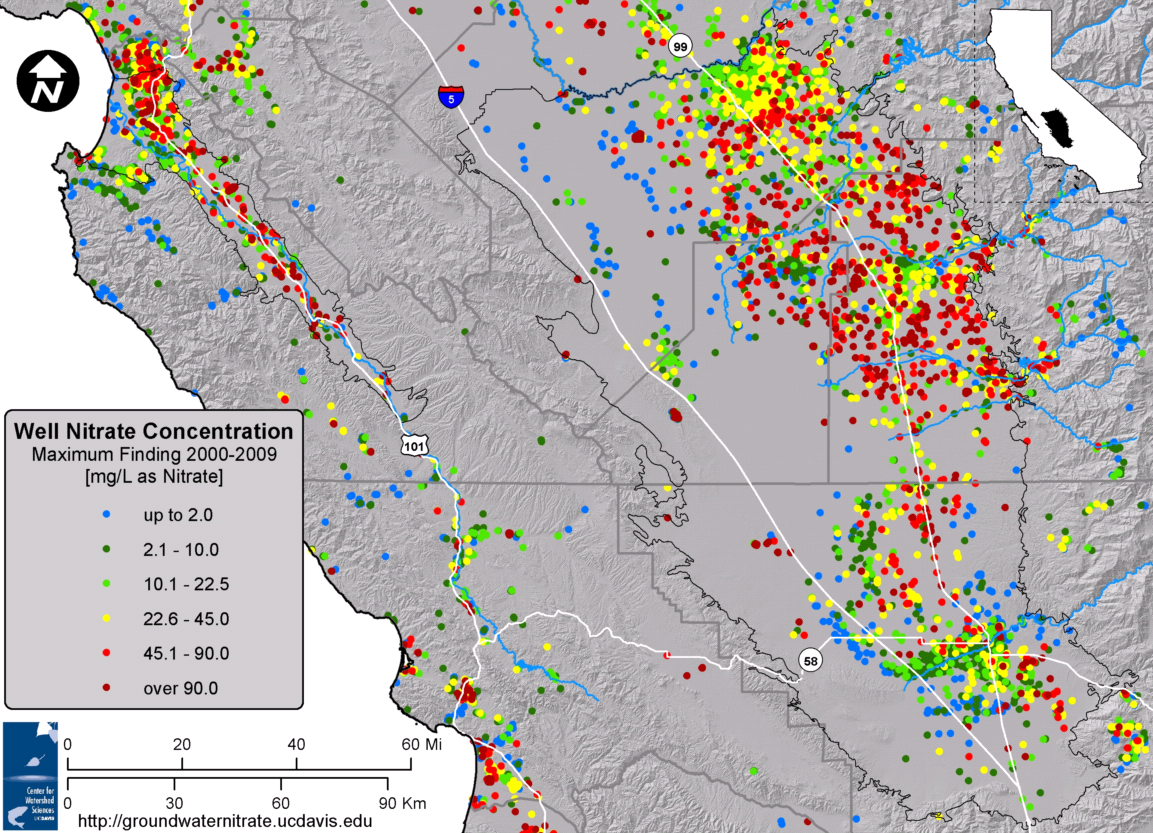 N
5
99
101
58
Well Nitrate Concentration
Maximum Finding 2000-2009
[mg/L as Nitrate]
up to 2.0
2.1 - 10.0
10.1 - 22.5
22.6 - 45.0
45.1 - 90.0
over 90.0
Center for
Watershed
Sciences
UCDAVIS
0 20 40 60 Mi
0 30 60 90 Km
http://groundwaternitrate.ucdavis.edu